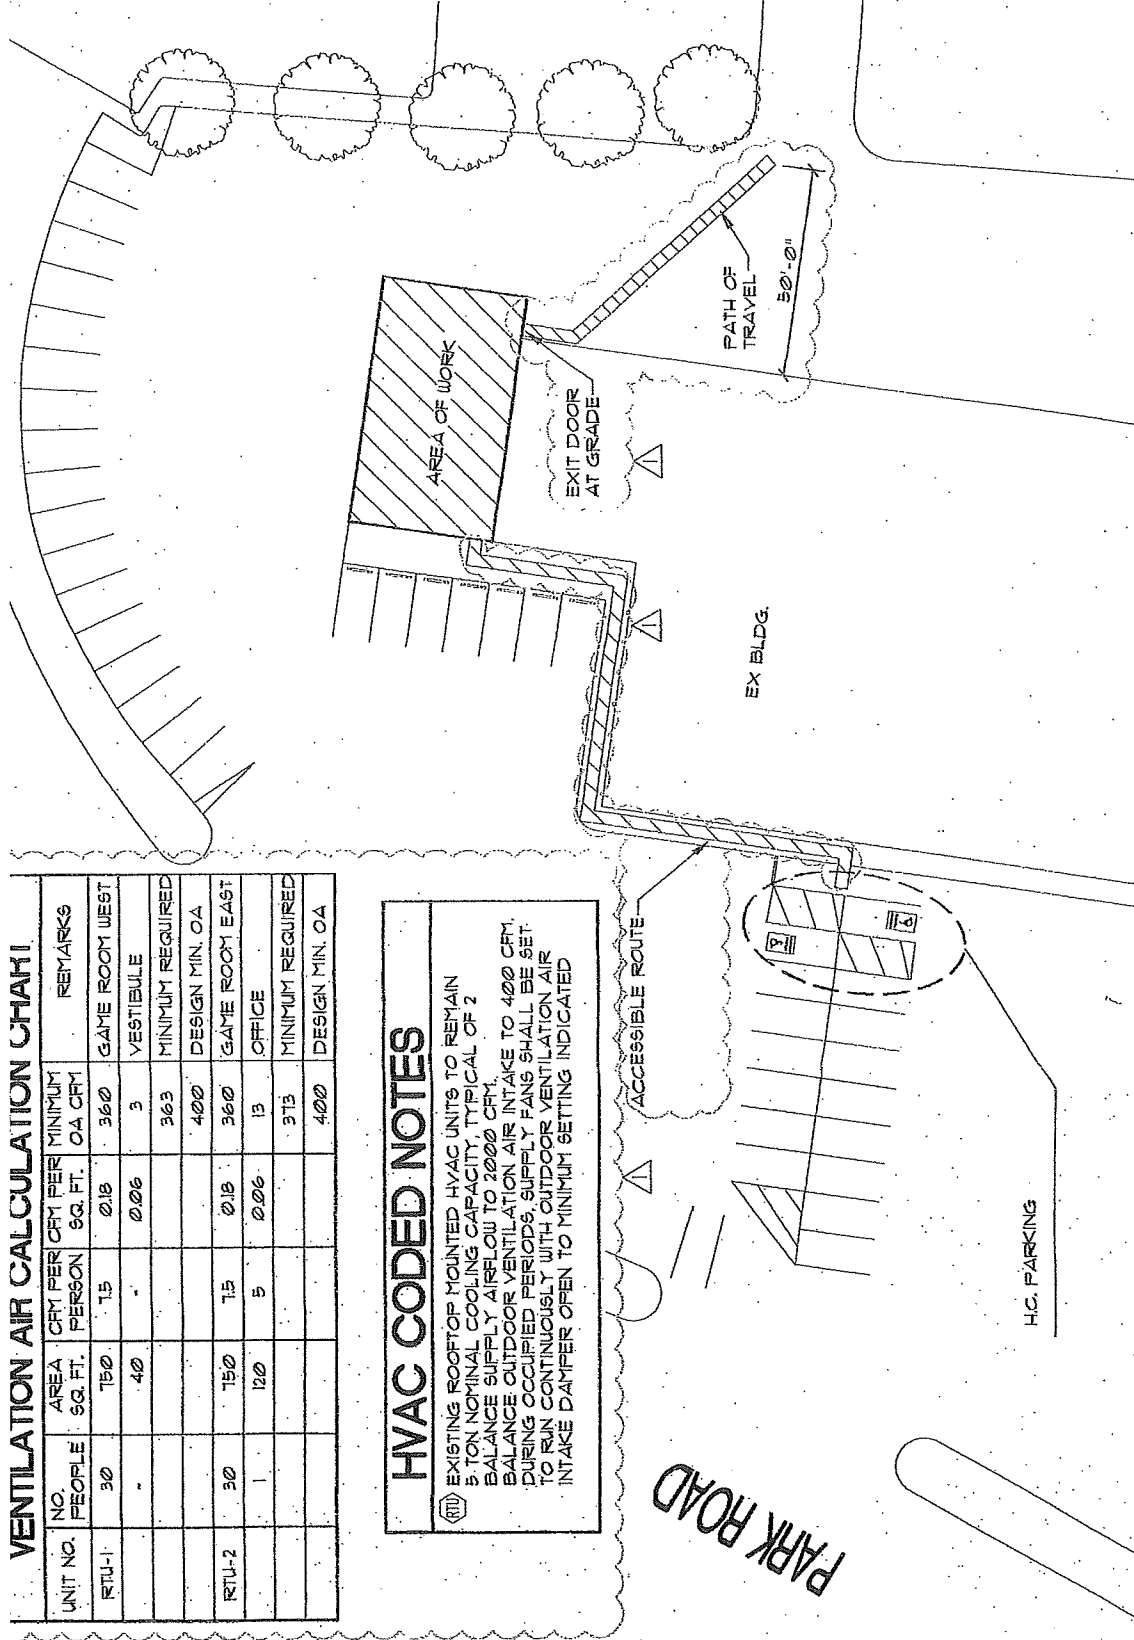 VENTILATION AIR CALCULATION CHART
UNIT NO. NO. PEOPLE AREA SQ. FT. CFM PER PERSON CFM PER SQ. FT. MINIMUM OA CFM REMARKS
RTU-1 30 750 7.5 0.18 360 GAME ROOM WEST
- 40 - 0.06 3 VESTIBULE
363 MINIMUM REQUIRED
400 DESIGN MIN. OA
RTU-2 30 750 7.5 0.18 360 GAME ROOM EAST
1 120 5 0.06 13 OFFICE
373 MINIMUM REQUIRED
400 DESIGN MIN. OA
HVAC CODED NOTES
RTU EXISTING ROOFTOP MOUNTED HVAC UNITS TO REMAIN
5 TON NOMINAL COOLING CAPACITY, TYPICAL OF 2
BALANCE SUPPLY AIRFLOW TO 2000 CFM.
BALANCE OUTDOOR VENTILATION AIR INTAKE TO 400 CFM.
DURING OCCUPIED PERIODS, SUPPLY FANS SHALL BE SET
TO RUN CONTINUOUSLY WITH OUTDOOR VENTILATION AIR
INTAKE DAMPER OPEN TO MINIMUM SETTING INDICATED
AREA OF WORK
EXIT DOOR
AT GRADE
1
PATH OF
TRAVEL
50'-0"
1
EX BLDG.
ACCESSIBLE ROUTE
1
H.C. PARKING
PARK ROAD